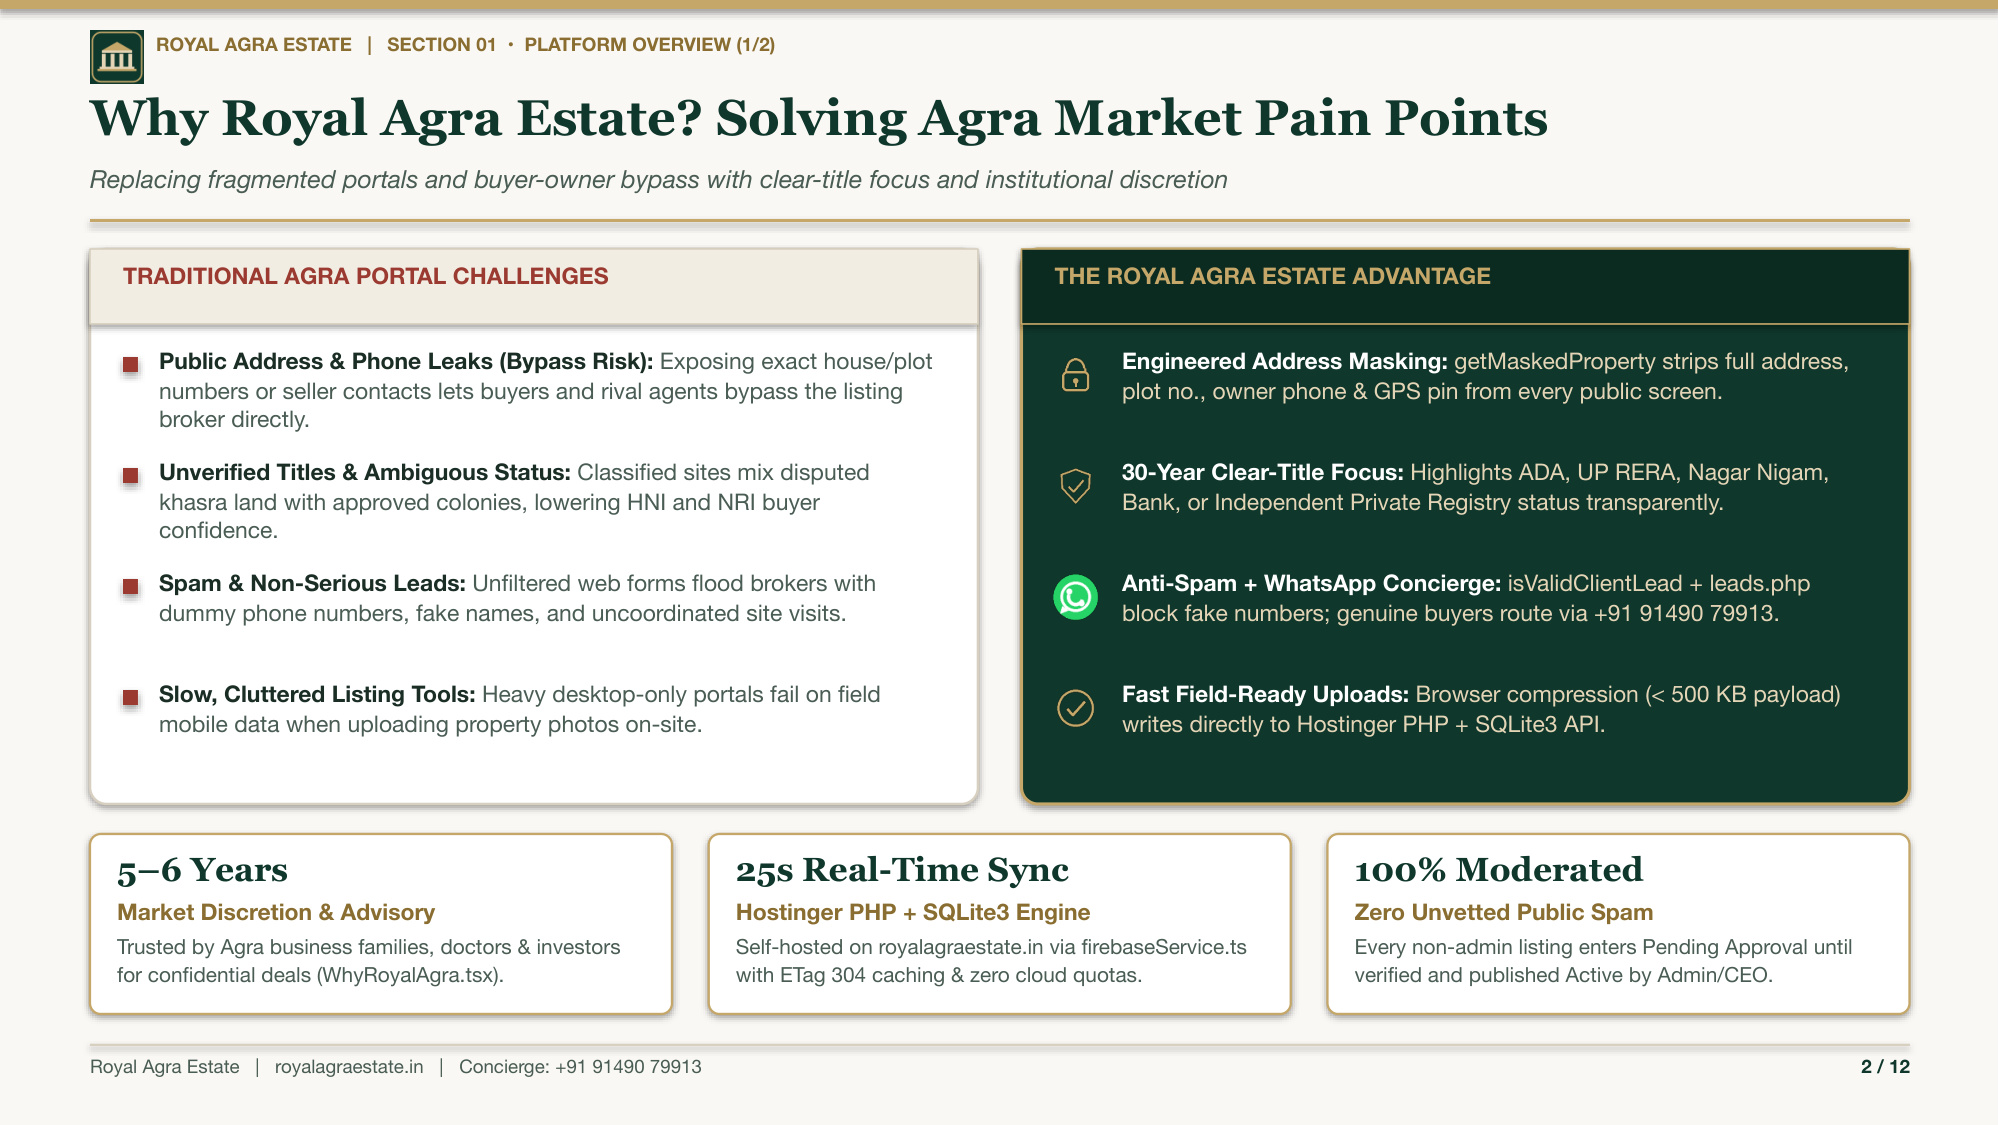 ROYAL AGRA ESTATE | SECTION 01 • PLATFORM OVERVIEW (1/2)
Why Royal Agra Estate? Solving Agra Market Pain Points
Replacing fragmented portals and buyer-owner bypass with clear-title focus and institutional discretion
TRADITIONAL AGRA PORTAL CHALLENGES
Public Address & Phone Leaks (Bypass Risk): Exposing exact house/plot
numbers or seller contacts lets buyers and rival agents bypass the listing
broker directly.
Unverified Titles & Ambiguous Status: Classified sites mix disputed
khasra land with approved colonies, lowering HNI and NRI buyer
confidence.
Spam & Non-Serious Leads: Unfiltered web forms flood brokers with
dummy phone numbers, fake names, and uncoordinated site visits.
Slow, Cluttered Listing Tools: Heavy desktop-only portals fail on field
mobile data when uploading property photos on-site.
THE ROYAL AGRA ESTATE ADVANTAGE
Engineered Address Masking: getMaskedProperty strips full address,
plot no., owner phone & GPS pin from every public screen.
30-Year Clear-Title Focus: Highlights ADA, UP RERA, Nagar Nigam,
Bank, or Independent Private Registry status transparently.
Anti-Spam + WhatsApp Concierge: isValidClientLead + leads.php
block fake numbers; genuine buyers route via +91 91490 79913.
Fast Field-Ready Uploads: Browser compression (< 500 KB payload)
writes directly to Hostinger PHP + SQLite3 API.
5–6 Years
Market Discretion & Advisory
Trusted by Agra business families, doctors & investors
for confidential deals (WhyRoyalAgra.tsx).
25s Real-Time Sync
Hostinger PHP + SQLite3 Engine
Self-hosted on royalagraestate.in via firebaseService.ts
with ETag 304 caching & zero cloud quotas.
100% Moderated
Zero Unvetted Public Spam
Every non-admin listing enters Pending Approval until
verified and published Active by Admin/CEO.
Royal Agra Estate | royalagraestate.in | Concierge: +91 91490 79913
2 / 12